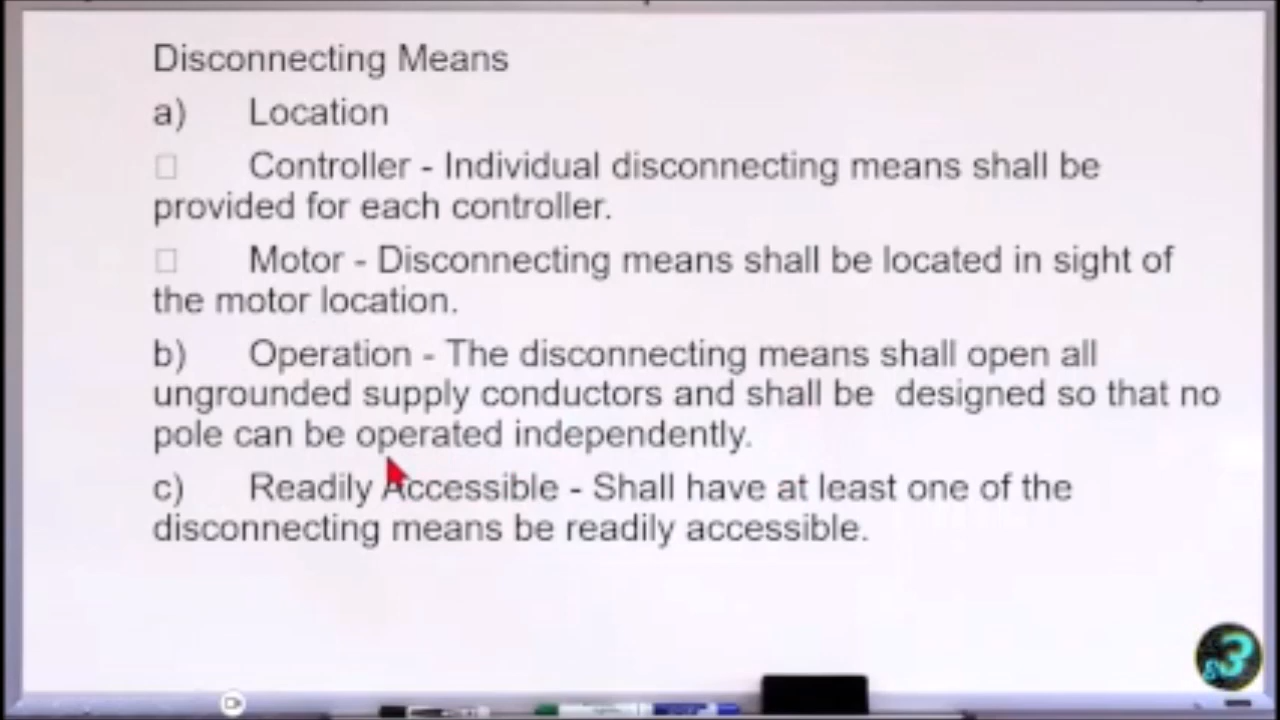 Disconnecting Means
a) Location
Controller - Individual disconnecting means shall be
provided for each controller.
Motor - Disconnecting means shall be located in sight of
the motor location.
b) Operation - The disconnecting means shall open all
ungrounded supply conductors and shall be designed so that no
pole can be operated independently.
c) Readily Accessible - Shall have at least one of the
disconnecting means be readily accessible.
&3